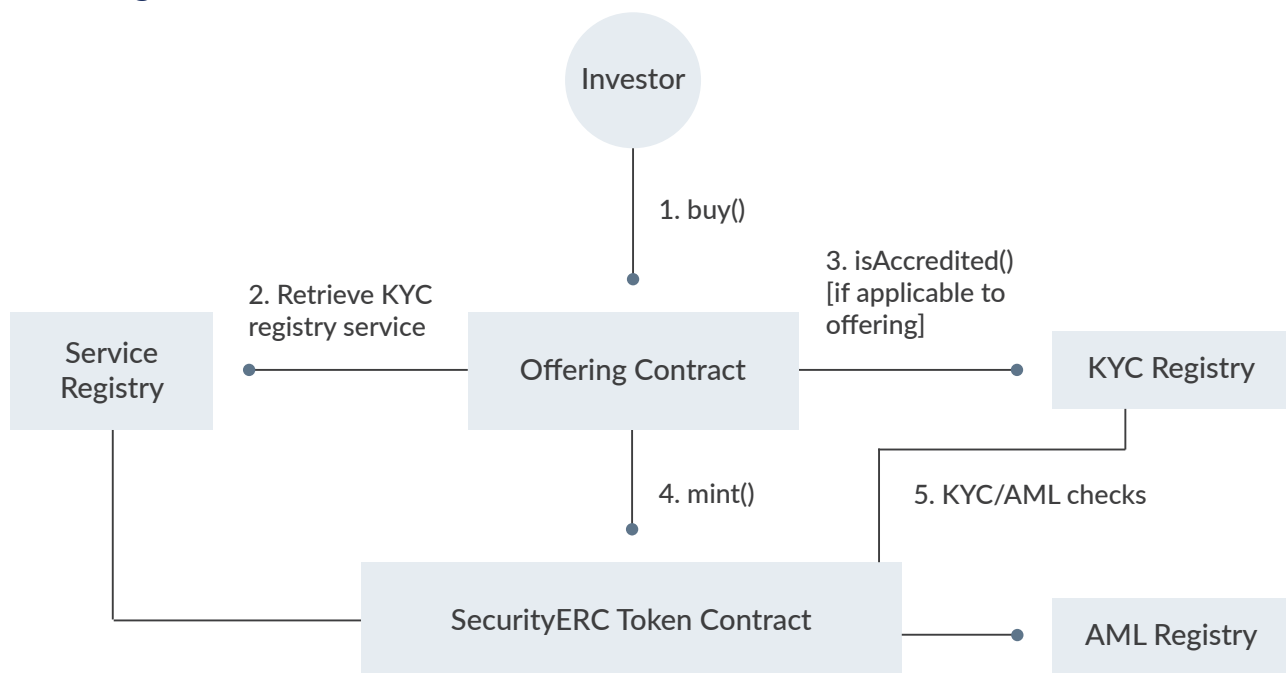 Investor
1. buy()
3. isAccredited()
[if applicable to
offering]
2. Retrieve KYC
registry service
Service
Registry
Offering Contract
KYC Registry
4. mint()
5. KYC/AML checks
SecurityERC Token Contract
AML Registry